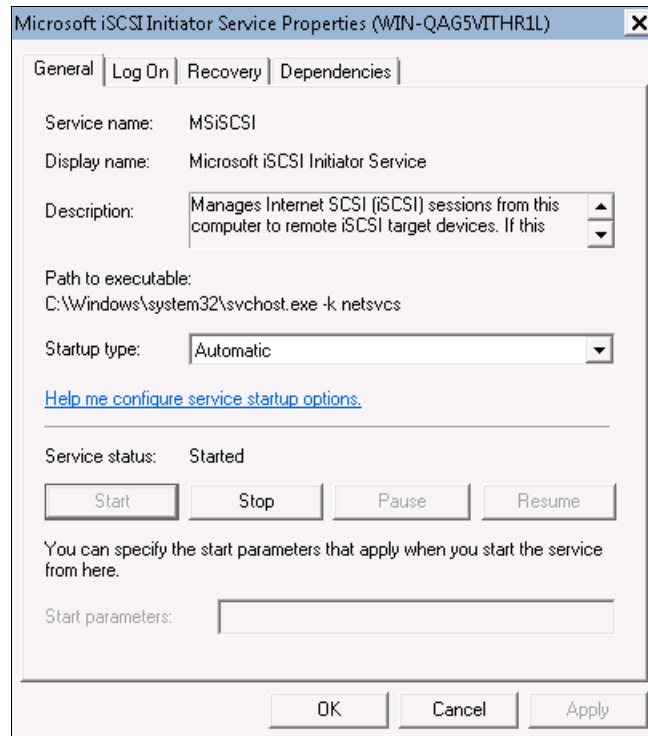 Microsoft iSCSI Initiator Service Properties (WIN-QAG5VITHR1L)
General Log On Recovery Dependencies
Service name: MSiSCSI
Display name: Microsoft iSCSI Initiator Service
Description: Manages Internet SCSI (iSCSI) sessions from this
computer to remote iSCSI target devices. If this
Path to executable:
C:\Windows\system32\svchost.exe -k netsvcs
Startup type: Automatic
Help me configure service startup options.
Service status: Started
Start Stop Pause Resume
You can specify the start parameters that apply when you start the service
from here.
Start parameters:
OK Cancel Apply